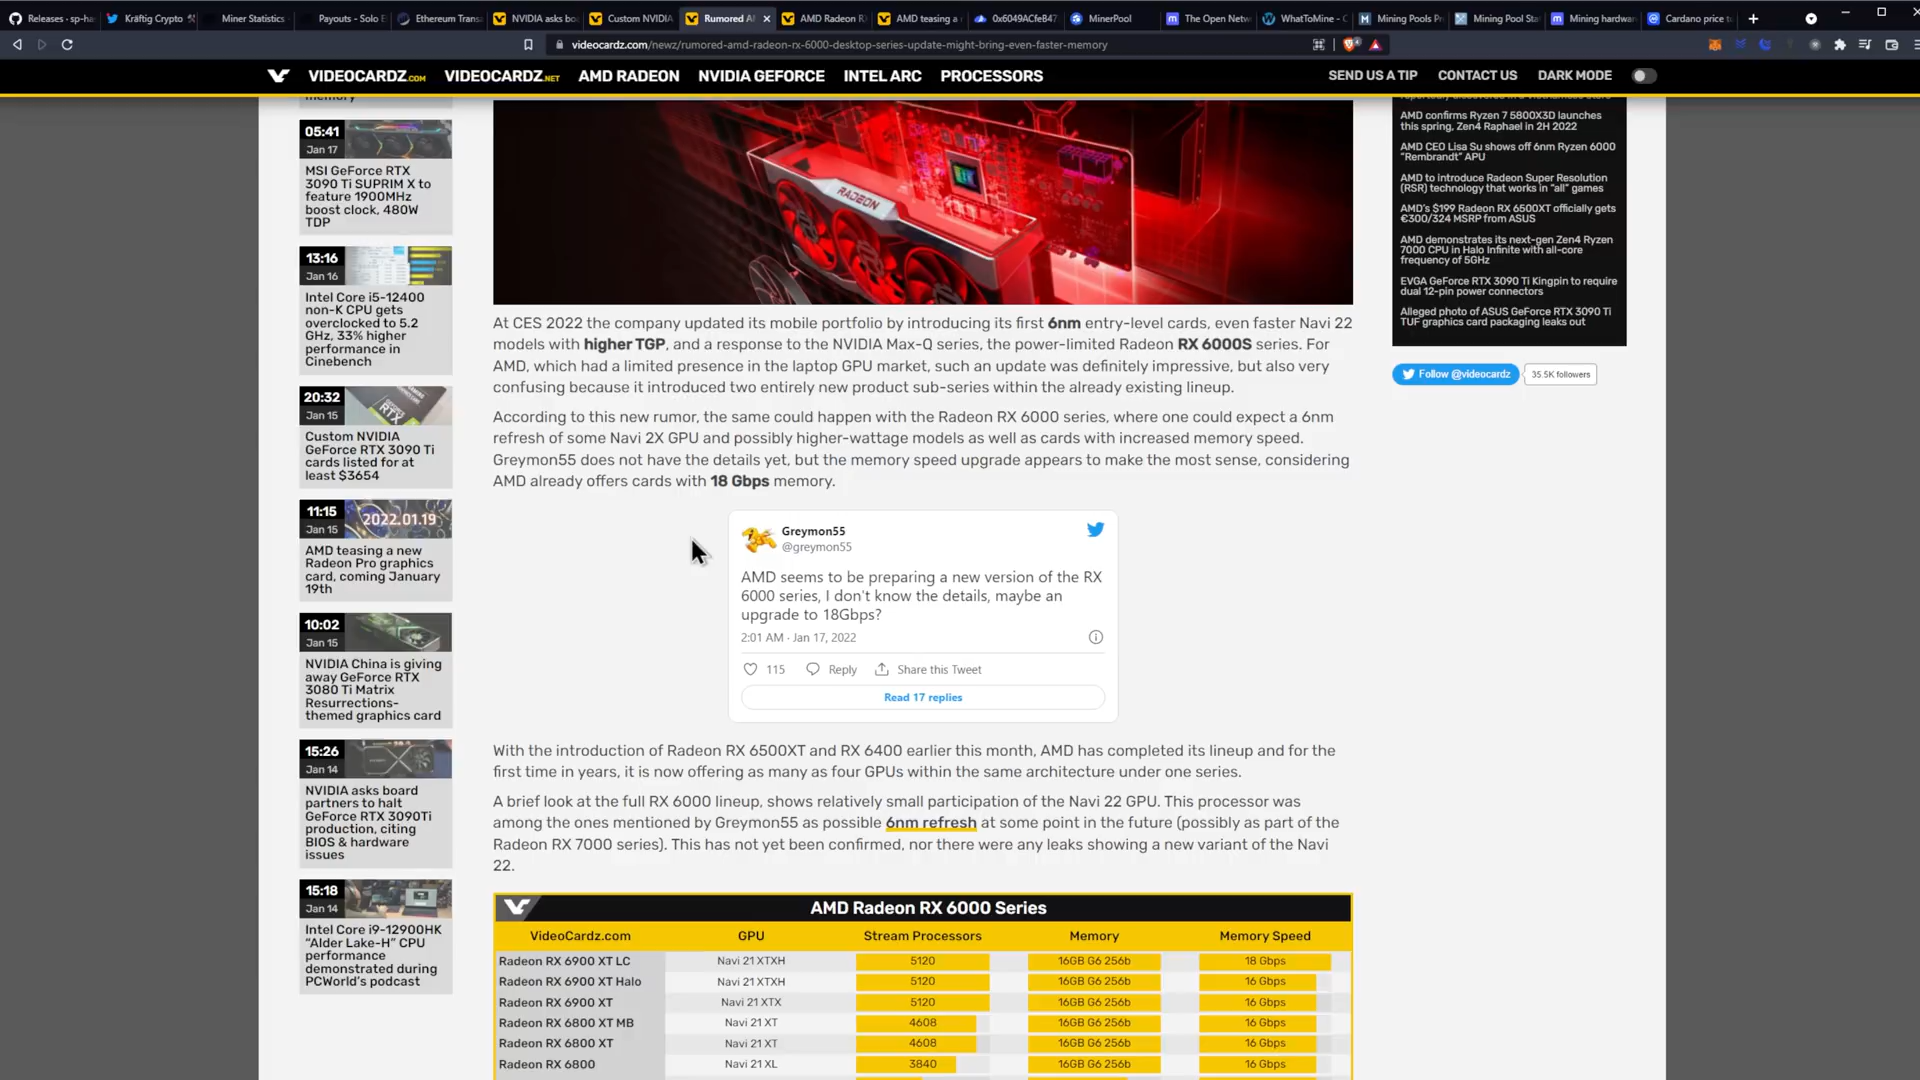 Releases · sp-ha
Kräftig Crypto
Miner Statistics
Payouts - Solo E
Ethereum Trans
NVIDIA asks bo
Custom NVIDIA
Rumored A
AMD Radeon R
AMD teasing a
0x6049ACfeB47
MinerPool
The Open Netw
WhatToMine - C
Mining Pools Pr
Mining Pool Sta
Mining hardwar
Cardano price to
videocardz.com/newz/rumored-amd-radeon-rx-6000-desktop-series-update-might-bring-even-faster-memory
VIDEOCARDZ.COM
VIDEOCARDZ.NET
AMD RADEON
NVIDIA GEFORCE
INTEL ARC
PROCESSORS
SEND US A TIP
CONTACT US
DARK MODE
memory
05:41
Jan 17
MSI GeForce RTX
3090 Ti SUPRIM X to
feature 1900MHz
boost clock, 480W
TDP
13:16
Jan 16
Intel Core i5-12400
non-K CPU gets
overclocked to 5.2
GHz, 33% higher
performance in
Cinebench
20:32
Jan 15
RTX
Custom NVIDIA
GeForce RTX 3090 Ti
cards listed for at
least $3654
11:15
Jan 15
2022.01.19
AMD teasing a new
Radeon Pro graphics
card, coming January
19th
10:02
Jan 15
NVIDIA China is giving
away GeForce RTX
3080 Ti Matrix
Resurrections-
themed graphics card
15:26
Jan 14
NVIDIA asks board
partners to halt
GeForce RTX 3090Ti
production, citing
BIOS & hardware
issues
15:18
Jan 14
Intel Core i9-12900HK
"Alder Lake-H" CPU
performance
demonstrated during
PCWorld's podcast
RADEON
At CES 2022 the company updated its mobile portfolio by introducing its first 6nm entry-level cards, even faster Navi 22
models with higher TGP, and a response to the NVIDIA Max-Q series, the power-limited Radeon RX 6000S series. For
AMD, which had a limited presence in the laptop GPU market, such an update was definitely impressive, but also very
confusing because it introduced two entirely new product sub-series within the already existing lineup.
According to this new rumor, the same could happen with the Radeon RX 6000 series, where one could expect a 6nm
refresh of some Navi 2X GPU and possibly higher-wattage models as well as cards with increased memory speed.
Greymon55 does not have the details yet, but the memory speed upgrade appears to make the most sense, considering
AMD already offers cards with 18 Gbps memory.
Greymon55
@greymon55
AMD seems to be preparing a new version of the RX
6000 series, I don't know the details, maybe an
upgrade to 18Gbps?
2:01 AM · Jan 17, 2022
115
Reply
Share this Tweet
Read 17 replies
With the introduction of Radeon RX 6500XT and RX 6400 earlier this month, AMD has completed its lineup and for the
first time in years, it is now offering as many as four GPUs within the same architecture under one series.
A brief look at the full RX 6000 lineup, shows relatively small participation of the Navi 22 GPU. This processor was
among the ones mentioned by Greymon55 as possible 6nm refresh at some point in the future (possibly as part of the
Radeon RX 7000 series). This has not yet been confirmed, nor there were any leaks showing a new variant of the Navi
22.
AMD Radeon RX 6000 Series
VideoCardz.com GPU Stream Processors Memory Memory Speed
Radeon RX 6900 XT LC Navi 21 XTXH 5120 16GB G6 256b 18 Gbps
Radeon RX 6900 XT Halo Navi 21 XTXH 5120 16GB G6 256b 16 Gbps
Radeon RX 6900 XT Navi 21 XTX 5120 16GB G6 256b 16 Gbps
Radeon RX 6800 XT MB Navi 21 XT 4608 16GB G6 256b 16 Gbps
Radeon RX 6800 XT Navi 21 XT 4608 16GB G6 256b 16 Gbps
Radeon RX 6800 Navi 21 XL 3840 16GB G6 256b 16 Gbps
AMD confirms Ryzen 7 5800X3D launches
this spring, Zen4 Raphael in 2H 2022
AMD CEO Lisa Su shows off 6nm Ryzen 6000
"Rembrandt" APU
AMD to introduce Radeon Super Resolution
(RSR) technology that works in "all" games
AMD's $199 Radeon RX 6500XT officially gets
€300/324 MSRP from ASUS
AMD demonstrates its next-gen Zen4 Ryzen
7000 CPU in Halo Infinite with all-core
frequency of 5GHz
EVGA GeForce RTX 3090 Ti Kingpin to require
dual 12-pin power connectors
Alleged photo of ASUS GeForce RTX 3090 Ti
TUF graphics card packaging leaks out
Follow @videocardz
35.5K followers